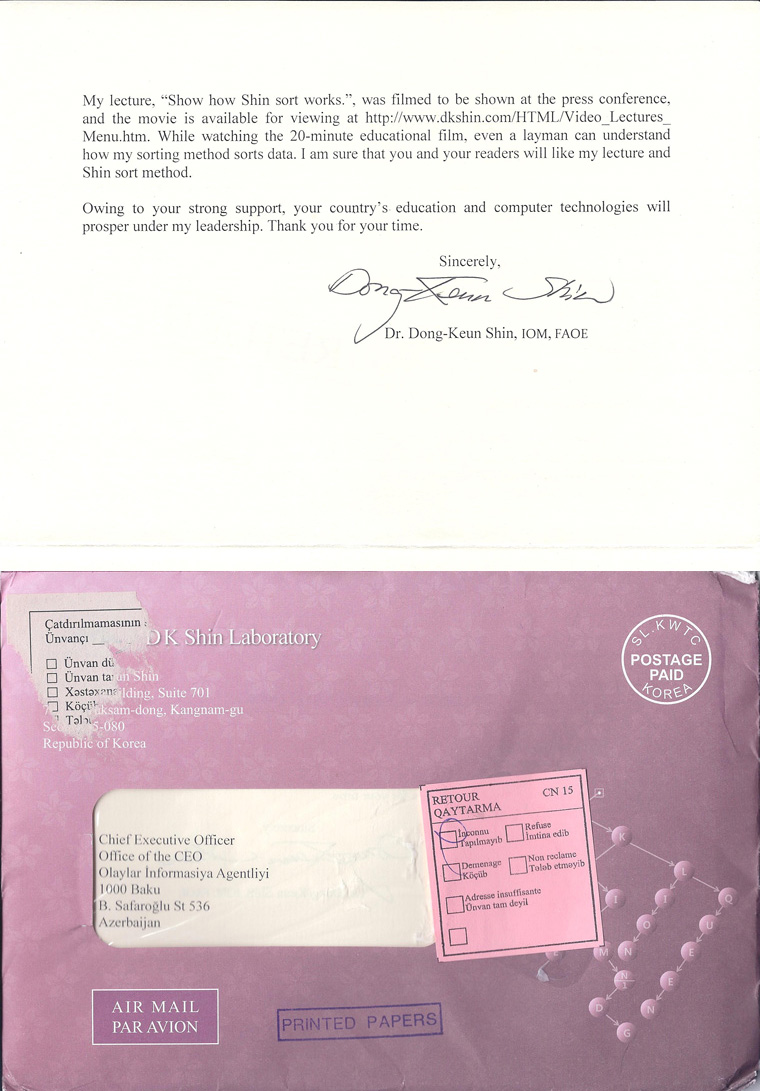 My lecture, “Show how Shin sort works.”, was filmed to be shown at the press conference,
and the movie is available for viewing at http://www.dkshin.com/HTML/Video_Lectures_
Menu.htm. While watching the 20-minute educational film, even a layman can understand
how my sorting method sorts data. I am sure that you and your readers will like my lecture and
Shin sort method.
Owing to your strong support, your country’s education and computer technologies will
prosper under my leadership. Thank you for your time.
Sincerely,
Dong-Keun Shin
Dr. Dong-Keun Shin, IOM, FAOE
Çatdırılmamasının
Ünvançı
Ünvan
Ünvan
Köçüb
D K Shin Laboratory
Shin
Suite 701
Kangnam-gu
Republic of Korea
SL.KWTC
POSTAGE
PAID
KOREA
Chief Executive Officer
Office of the CEO
Olaylar İnformasiya Agentliyi
1000 Baku
B. Safaroğlu St 536
Azerbaijan
RETOUR CN 15
QAYTARMA
Inconnu
Tapılmayıb
Refuse
İmtina edib
Demenage
Köçüb
Non reclame
Tələb etməyib
Adresse insuffisante
Ünvan tam deyil
K
L
I
Q
O
U
M
N
E
N
E
D
N
G
AIR MAIL
PAR AVION
PRINTED PAPERS